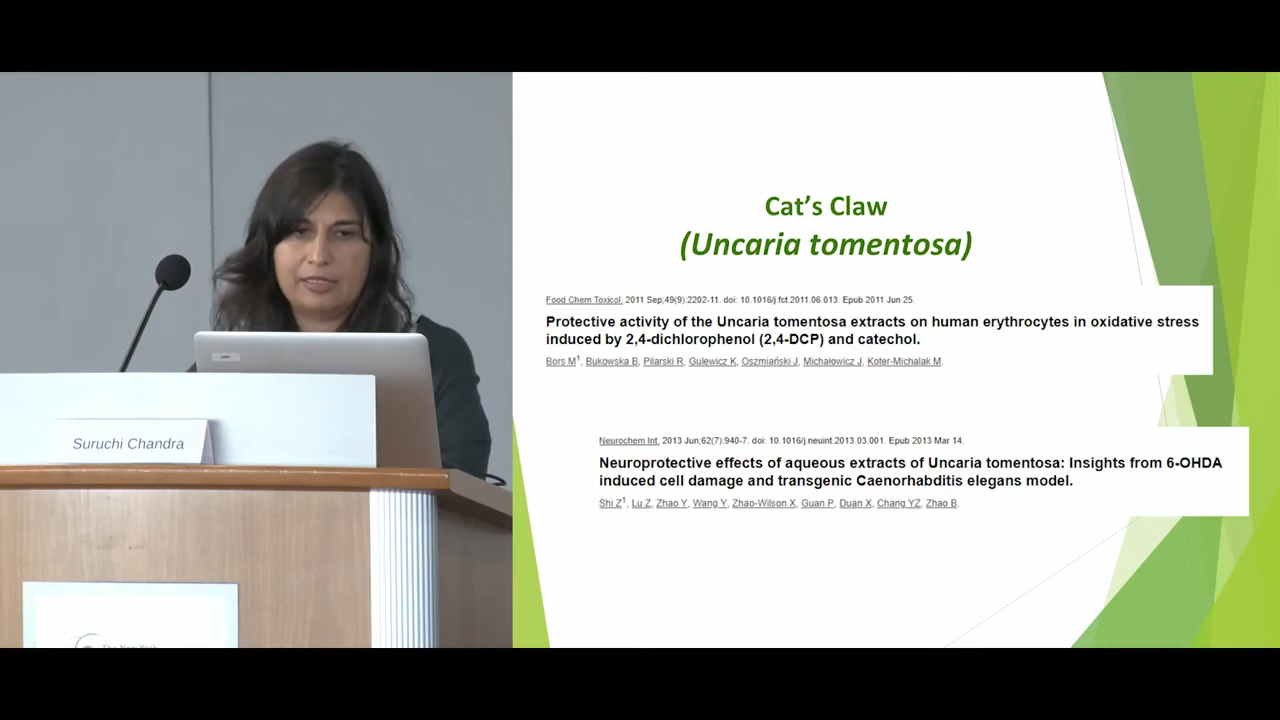 Suruchi Chandra
Cat's Claw
(Uncaria tomentosa)
Food Chem Toxicol. 2011 Sep;49(9):2202-11. doi: 10.1016/j.fct.2011.06.013. Epub 2011 Jun 25.
Protective activity of the Uncaria tomentosa extracts on human erythrocytes in oxidative stress
induced by 2,4-dichlorophenol (2,4-DCP) and catechol.
Bors M1, Bukowska B, Pilarski R, Gulewicz K, Oszmiański J, Michałowicz J, Koter-Michalak M.
Neurochem Int. 2013 Jun;62(7):940-7. doi: 10.1016/j.neuint.2013.03.001. Epub 2013 Mar 14.
Neuroprotective effects of aqueous extracts of Uncaria tomentosa: Insights from 6-OHDA
induced cell damage and transgenic Caenorhabditis elegans model.
Shi Z1, Lu Z, Zhao Y, Wang Y, Zhao-Wilson X, Guan P, Duan X, Chang YZ, Zhao B.